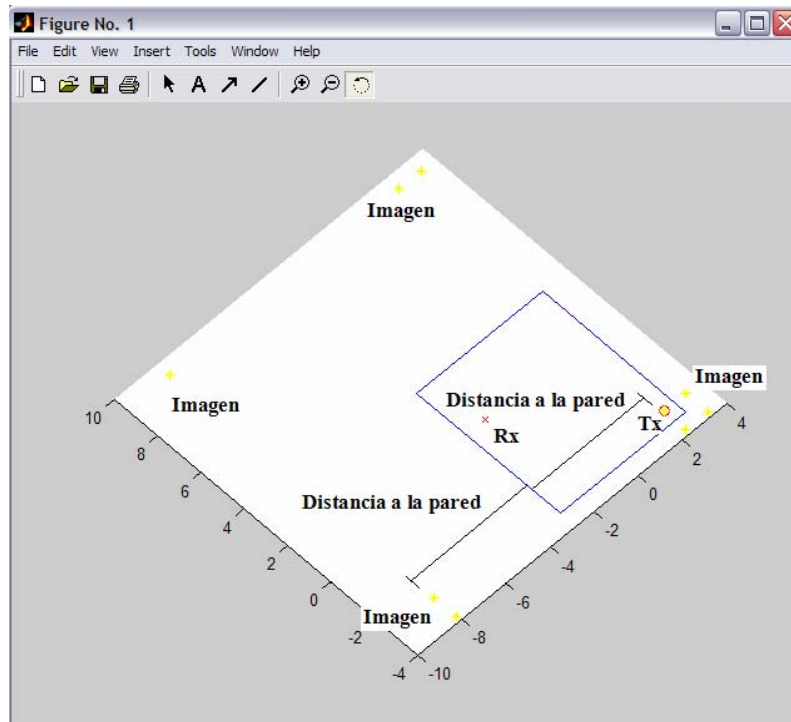 Figure No. 1
File Edit View Insert Tools Window Help
Imagen
Imagen
Distancia a la pared
Tx
Imagen
Rx
Distancia a la pared
Imagen
10
8
6
4
2
0
-2
-4
-10
-8
-6
-4
-2
0
2
4